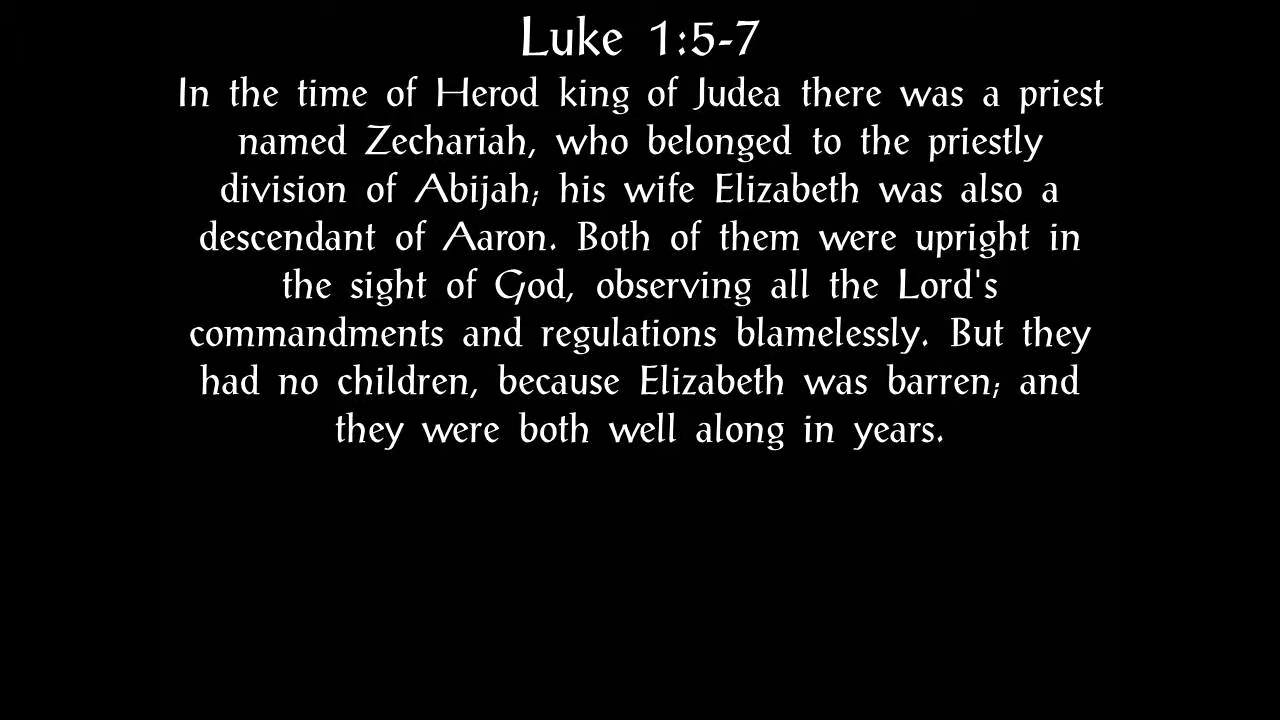 Luke 1:5-7
In the time of Herod king of Judea there was a priest
named Zechariah, who belonged to the priestly
division of Abijah; his wife Elizabeth was also a
descendant of Aaron. Both of them were upright in
the sight of God, observing all the Lord's
commandments and regulations blamelessly. But they
had no children, because Elizabeth was barren; and
they were both well along in years.